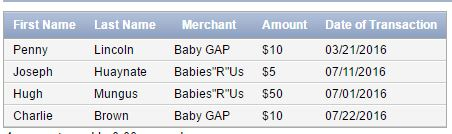 First Name Last Name Merchant Amount Date of Transaction
Penny Lincoln Baby GAP $10 03/21/2016
Joseph Huaynate Babies"R"Us $5 07/11/2016
Hugh Mungus Babies"R"Us $50 07/01/2016
Charlie Brown Baby GAP $10 07/22/2016